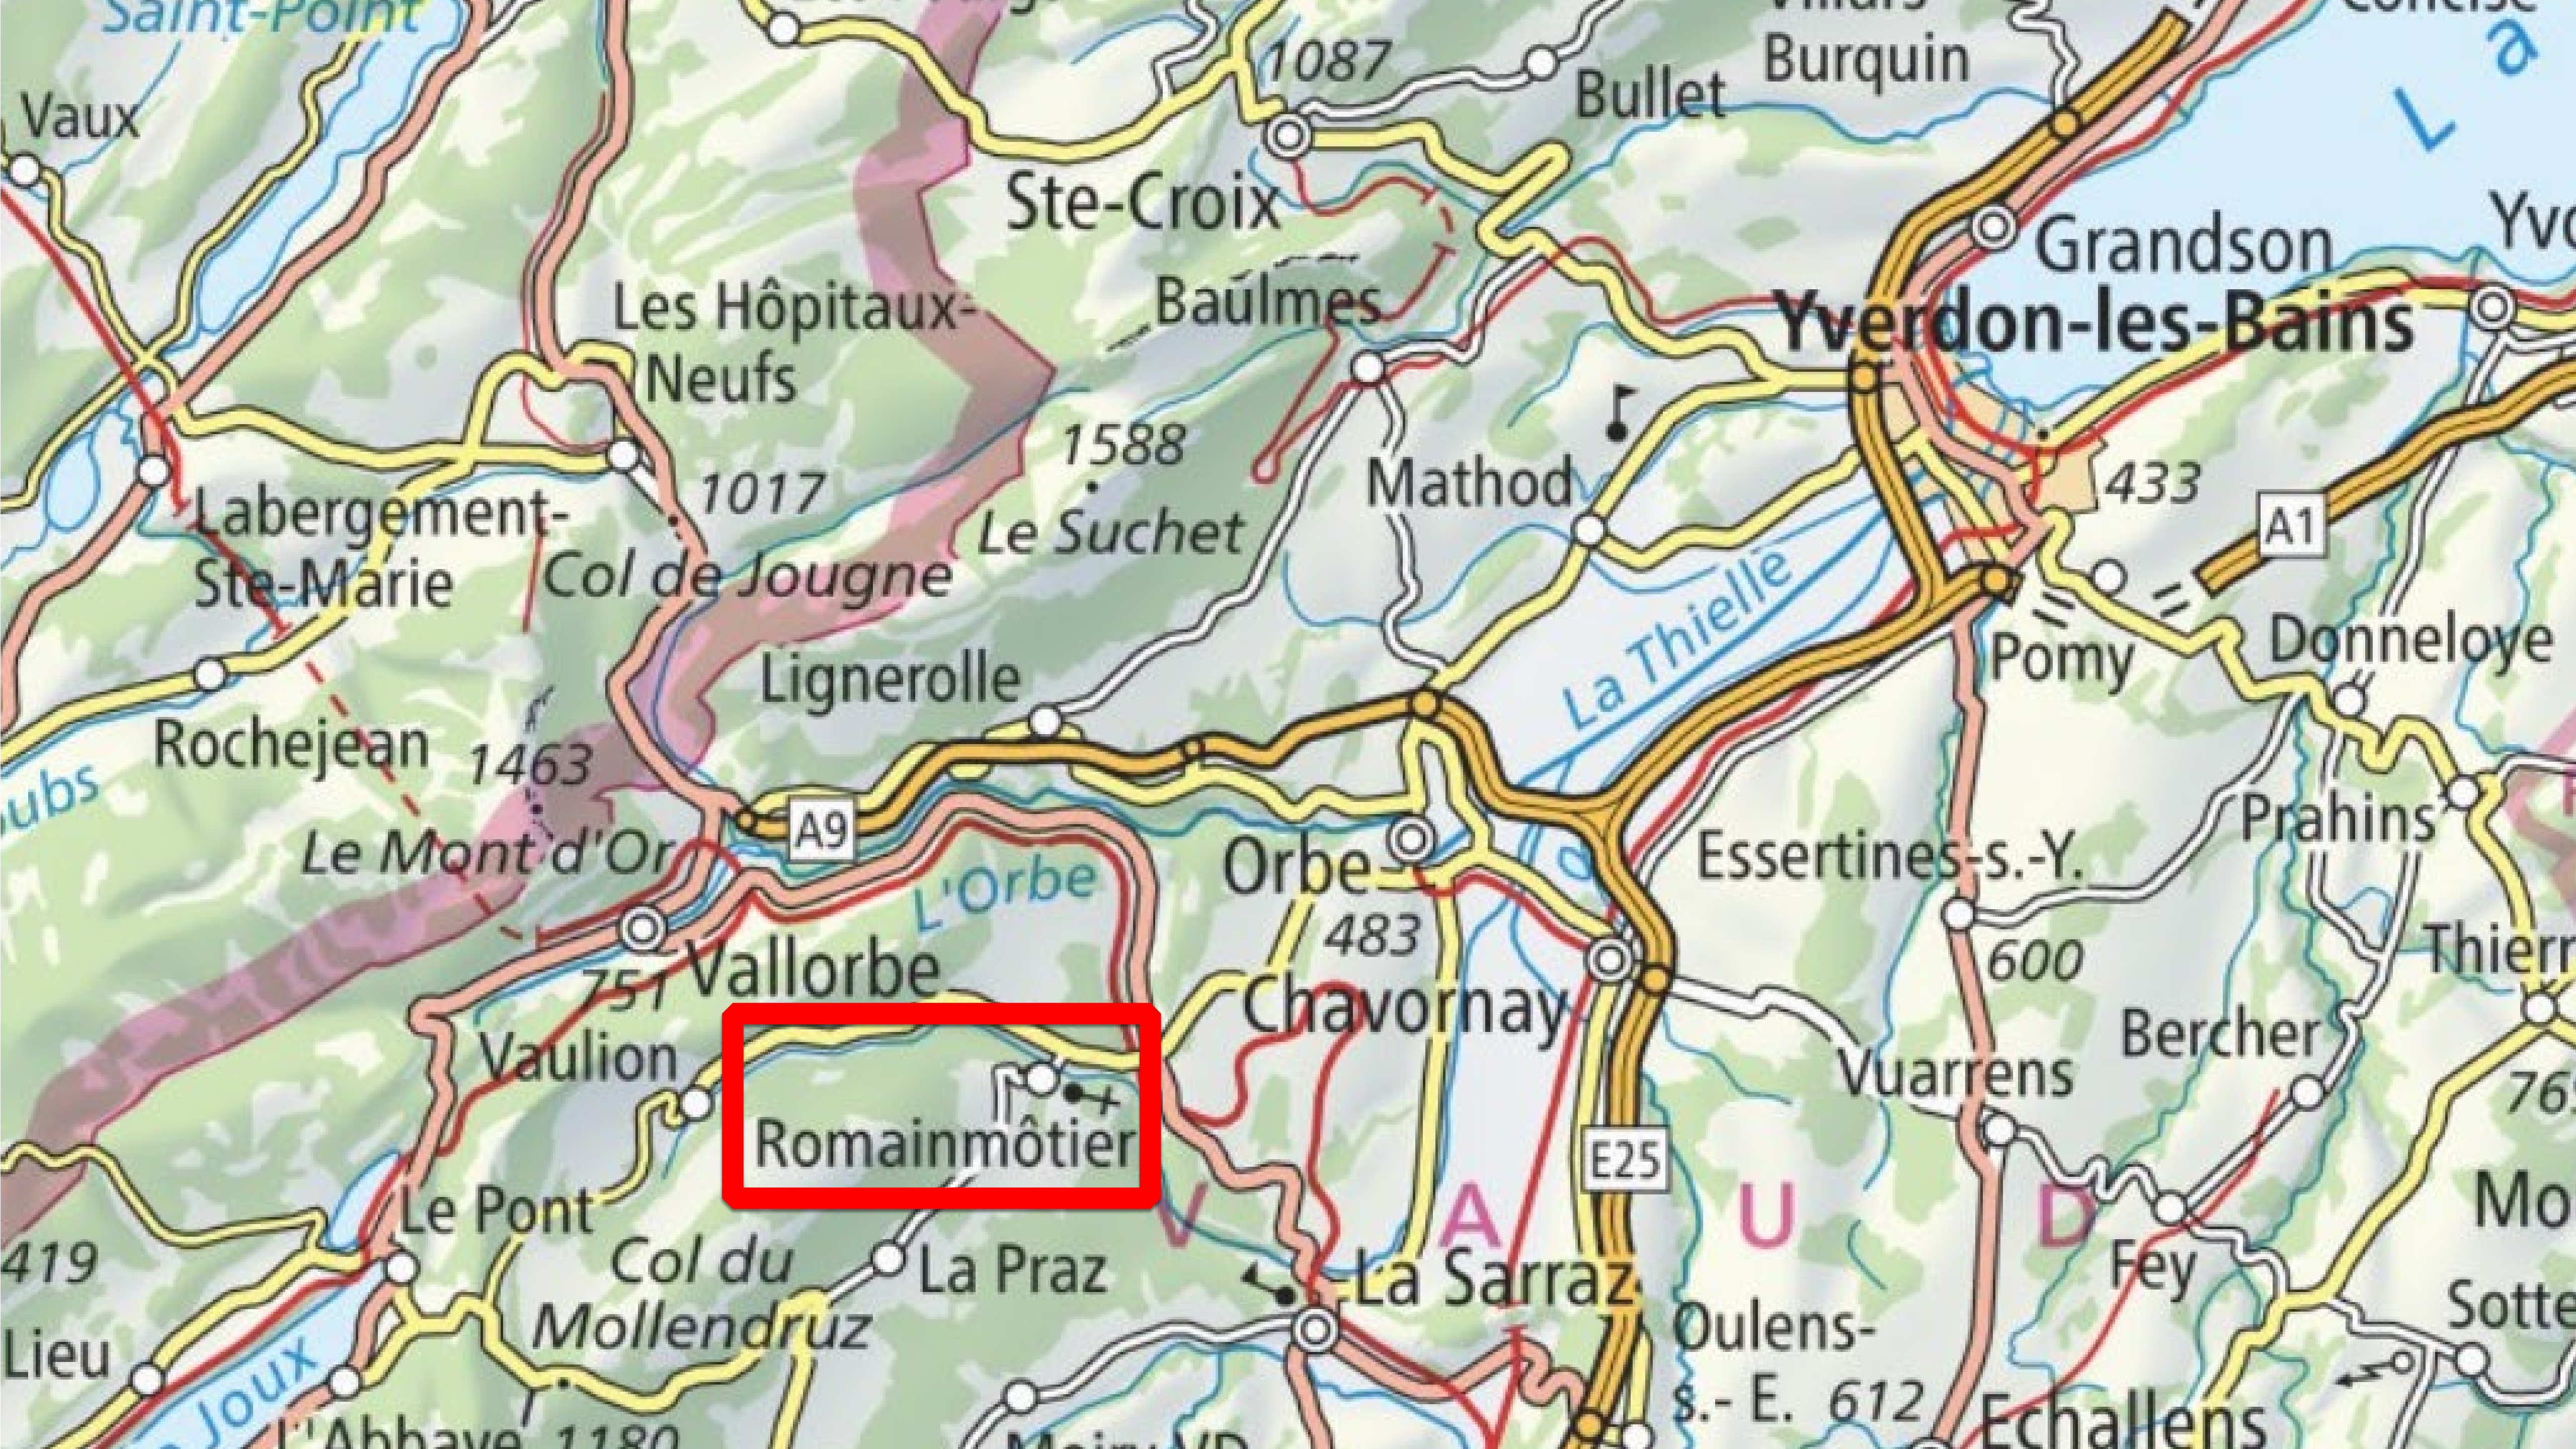 Saint-Point
Concise
Vaux
1087
Bullet
Burquin
L a
Ste-Croix
Grandson
Les Hôpitaux-
Neufs
Baulmes
Yverdon-les-Bains
1588
Le Suchet
1017
Mathod
433
A1
Labergement-
Ste-Marie
Col de Jougne
La Thielle
Pomy
Donneloye
Lignerolle
Rochejean
1463
Le Mont d'Or
A9
L'Orbe
Orbe
483
Essertines-s.-Y.
Prahins
600
Vallorbe
751
Chavornay
Vaulion
Bercher
Vuarrens
Romainmôtier
E25
V A U D
Le Pont
Col du
Mollendruz
La Praz
La Sarraz
Fey
419
Lieu
Joux
Oulens-
s.-E.
612
Echallens
L'Abbaye
1180